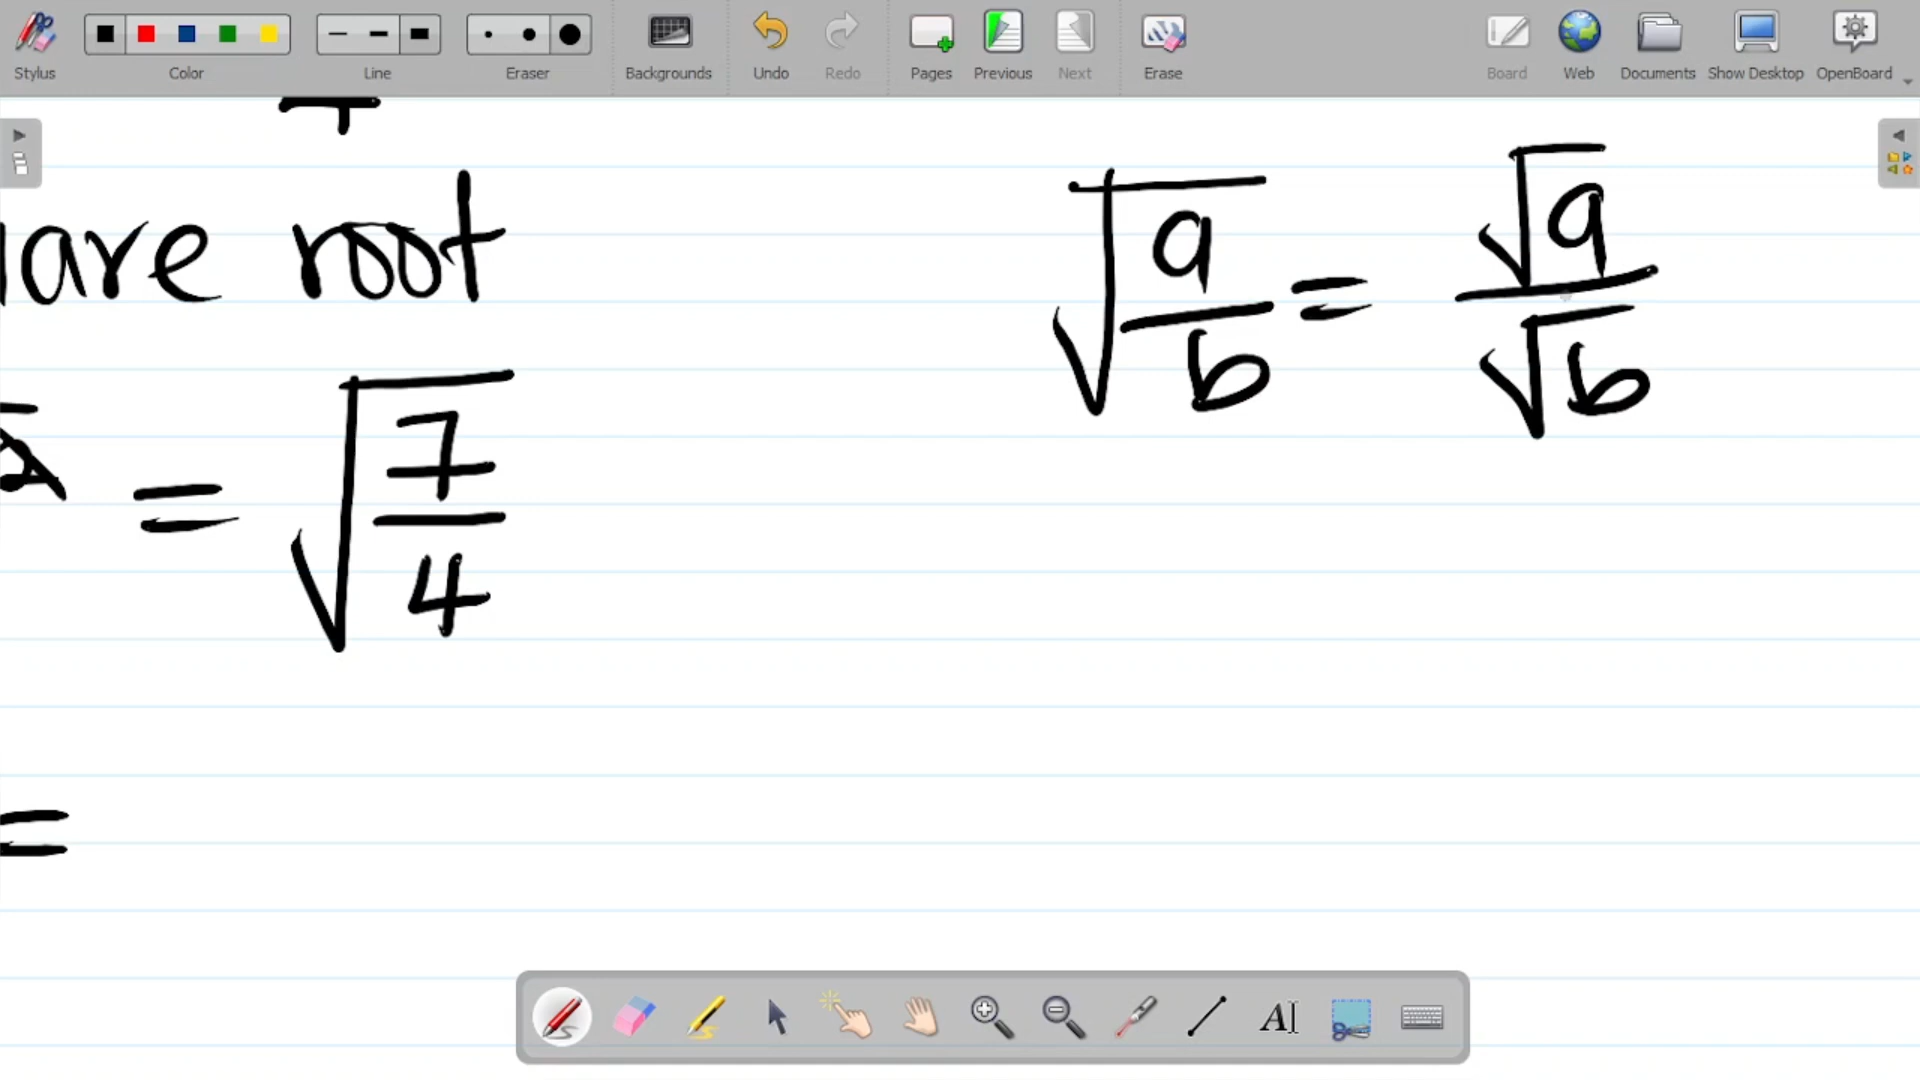 Stylus Color Line Eraser Backgrounds Undo Redo Pages Previous Next Erase Board Web Documents Show Desktop OpenBoard
are root
√(a/b) = √a/√b
= √(7/4)
=